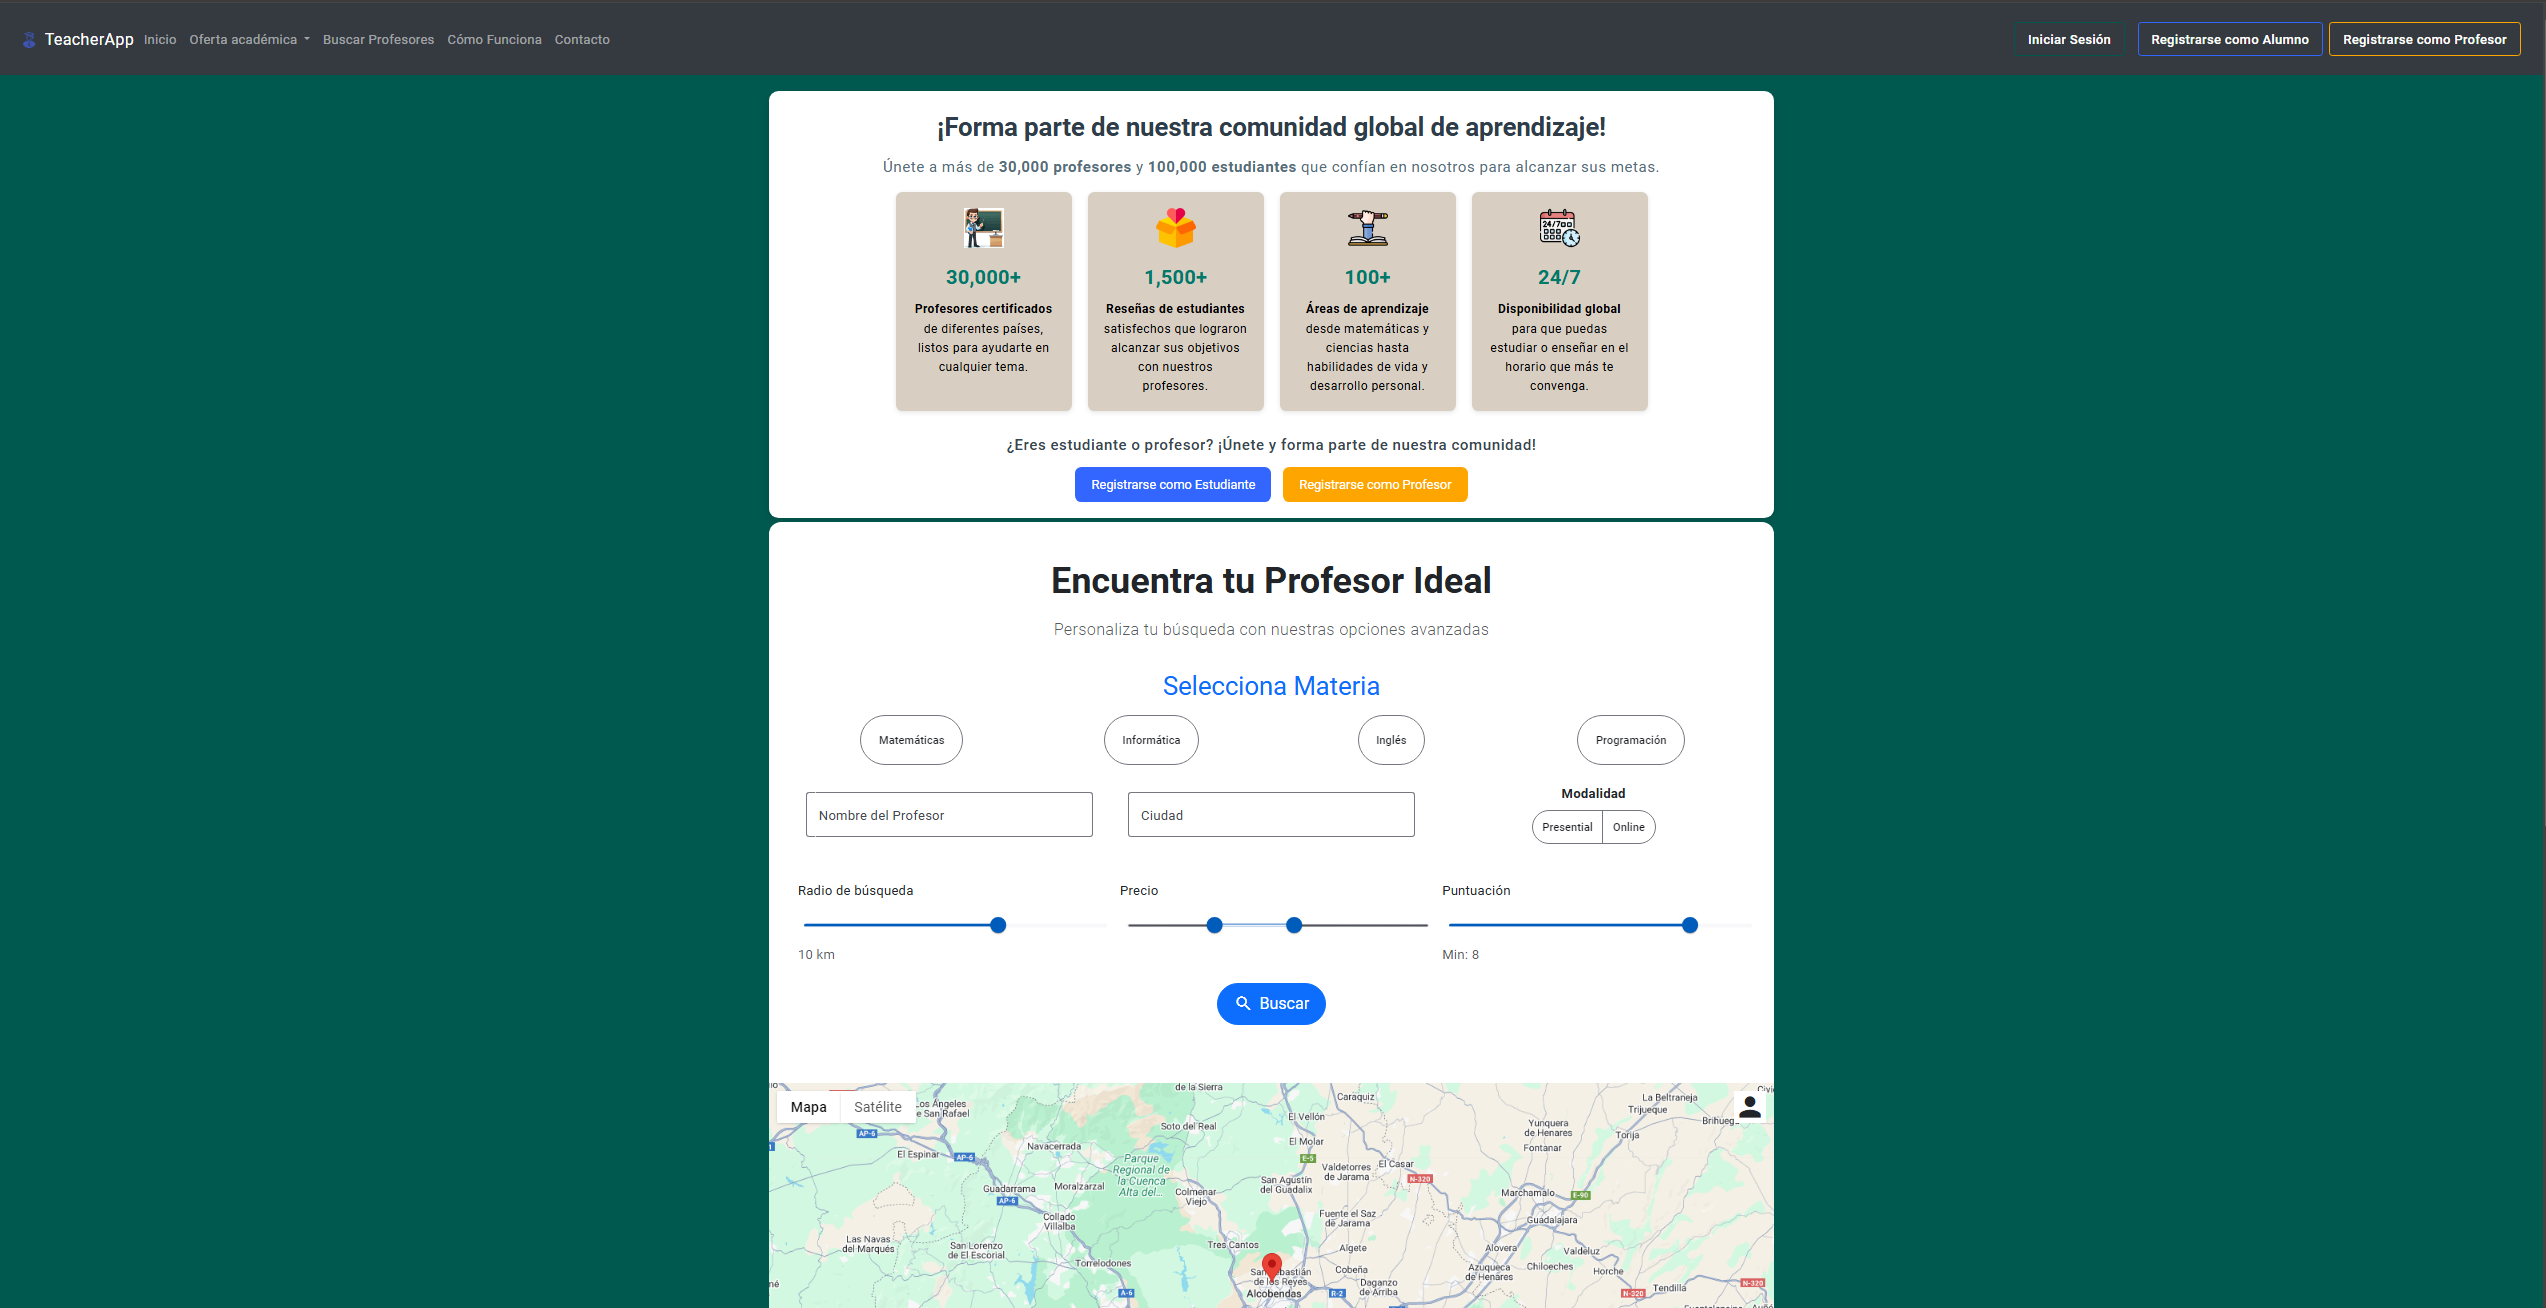 TeacherApp Inicio Oferta académica Buscar Profesores Cómo Funciona Contacto Iniciar Sesión Registrarse como Alumno Registrarse como Profesor
¡Forma parte de nuestra comunidad global de aprendizaje!
Únete a más de 30,000 profesores y 100,000 estudiantes que confían en nosotros para alcanzar sus metas.
30,000+
Profesores certificados
de diferentes países,
listos para ayudarte en
cualquier tema.
1,500+
Reseñas de estudiantes
satisfechos que lograron
alcanzar sus objetivos
con nuestros
profesores.
100+
Áreas de aprendizaje
desde matemáticas y
ciencias hasta
habilidades de vida y
desarrollo personal.
24/7
24/7
Disponibilidad global
para que puedas
estudiar o enseñar en el
horario que más te
convenga.
¿Eres estudiante o profesor? ¡Únete y forma parte de nuestra comunidad!
Registrarse como Estudiante Registrarse como Profesor
Encuentra tu Profesor Ideal
Personaliza tu búsqueda con nuestras opciones avanzadas
Selecciona Materia
Matemáticas Informática Inglés Programación
Nombre del Profesor Ciudad
Modalidad
Presential Online
Radio de búsqueda Precio Puntuación
10 km Min: 8
Buscar
Mapa Satélite
de la Sierra
Los Ángeles
de San Rafael
Caraquiz
La Beltraneja
Trijueque
El Vellón
Soto del Real
Yunquera
de Henares
Torija
AP-6
Navacerrada
El Molar
Fontanar
El Espinar
AP-6
Parque
Regional de
la Cuenca
Alta del...
E-5
Valdetorres
de Jarama
El Casar
N-320
Guadarrama
Moralzarzal
Colmenar
Viejo
San Agustín
del Guadalix
Marchamalo
E-90
AP-6
Collado
Villalba
Fuente el Saz
de Jarama
Guadalajara
Las Navas
del Marqués
San Lorenzo
de El Escorial
Tres Cantos
Algete
Alovera
Valdeluz
Torrelodones
San Sebastián
de los Reyes
Cobeña
Azuqueca
de Henares
Chiloeches
Horche
Daganzo
de Arriba
Tendilla
N-320
A-6
Alcobendas
R-2
N-320